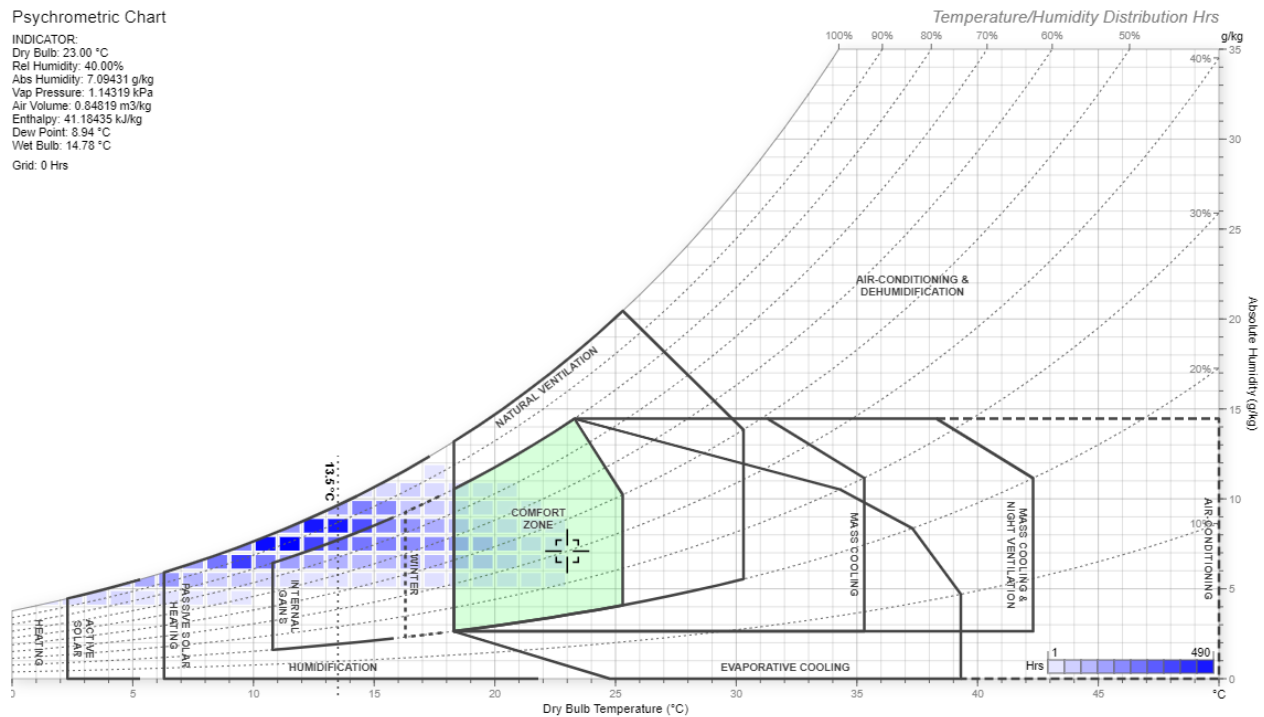 Psychrometric Chart
Temperature/Humidity Distribution Hrs
INDICATOR:
Dry Bulb: 23.00 °C
Rel Humidity: 40.00%
Abs Humidity: 7.09431 g/kg
Vap Pressure: 1.14319 kPa
Air Volume: 0.84819 m3/kg
Enthalpy: 41.18435 kJ/kg
Dew Point: 8.94 °C
Wet Bulb: 14.78 °C
Grid: 0 Hrs
100% 90% 80% 70% 60% 50% g/kg
40%
30%
20%
10%
35
30
25
20
15
10
5
0
Absolute Humidity (g/kg)
AIR-CONDITIONING &
DEHUMIDIFICATION
NATURAL VENTILATION
13.5 °C
COMFORT
ZONE
HEATING
ACTIVE
SOLAR
PASSIVE SOLAR
HEATING
INTERNAL
GAINS
WINTER
MASS COOLING
MASS COOLING &
NIGHT VENTILATION
AIR-CONDITIONING
HUMIDIFICATION
EVAPORATIVE COOLING
1 490
Hrs
0 5 10 15 20 25 30 35 40 45 °C
Dry Bulb Temperature (°C)